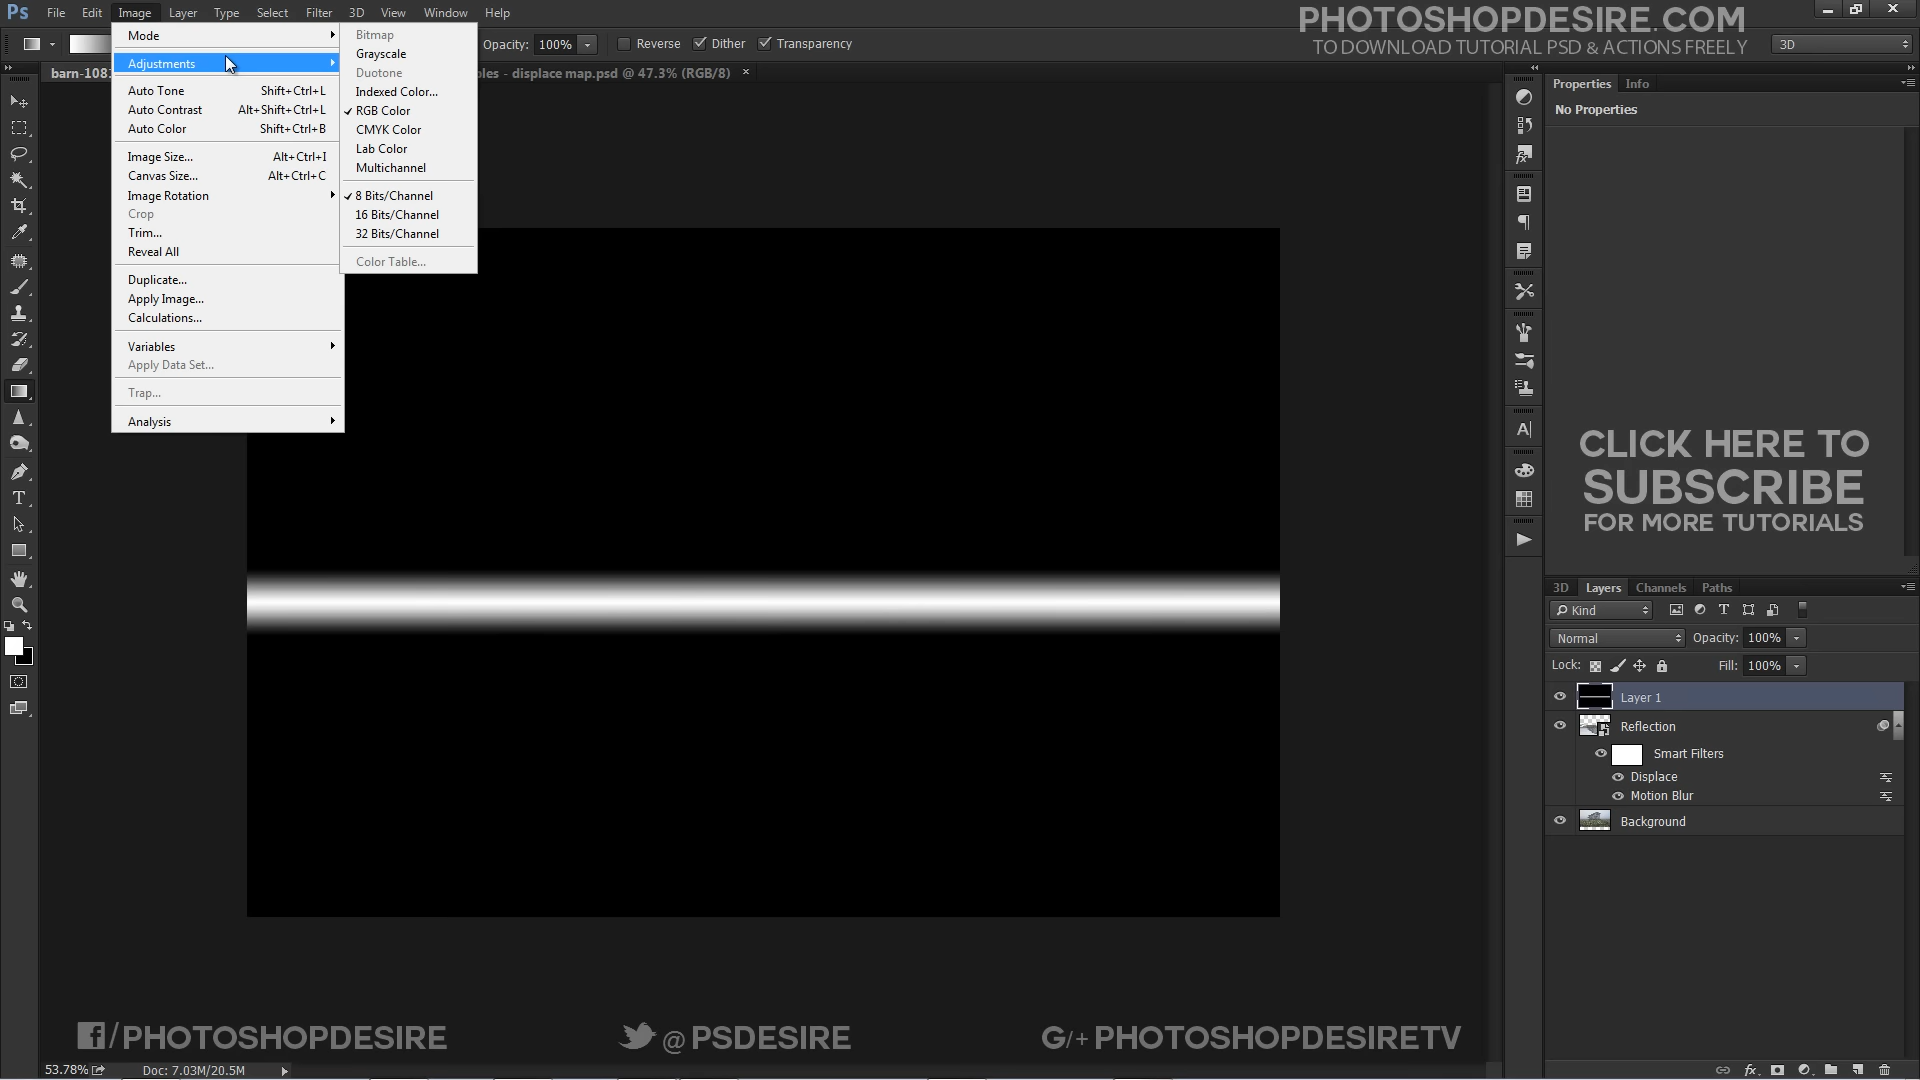 Ps File Edit Image Layer Type Select Filter 3D View Window Help
PHOTOSHOPDESIRE.COM
TO DOWNLOAD TUTORIAL PSD & ACTIONS FREELY
Opacity: 100% Reverse Dither Transparency
3D
barn-1081
les - displace map.psd @ 47.3% (RGB/8) ×
Mode
Adjustments
Auto Tone Shift+Ctrl+L
Auto Contrast Alt+Shift+Ctrl+L
Auto Color Shift+Ctrl+B
Image Size... Alt+Ctrl+I
Canvas Size... Alt+Ctrl+C
Image Rotation
Crop
Trim...
Reveal All
Duplicate...
Apply Image...
Calculations...
Variables
Apply Data Set...
Trap...
Analysis
Bitmap
Grayscale
Duotone
Indexed Color...
RGB Color
CMYK Color
Lab Color
Multichannel
8 Bits/Channel
16 Bits/Channel
32 Bits/Channel
Color Table...
Properties Info
No Properties
CLICK HERE TO
SUBSCRIBE
FOR MORE TUTORIALS
3D Layers Channels Paths
Kind
Normal Opacity: 100%
Lock: Fill: 100%
Layer 1
Reflection
Smart Filters
Displace
Motion Blur
Background
f/PHOTOSHOPDESIRE
@PSDESIRE
G/+PHOTOSHOPDESIRETV
53.78% Doc: 7.03M/20.5M